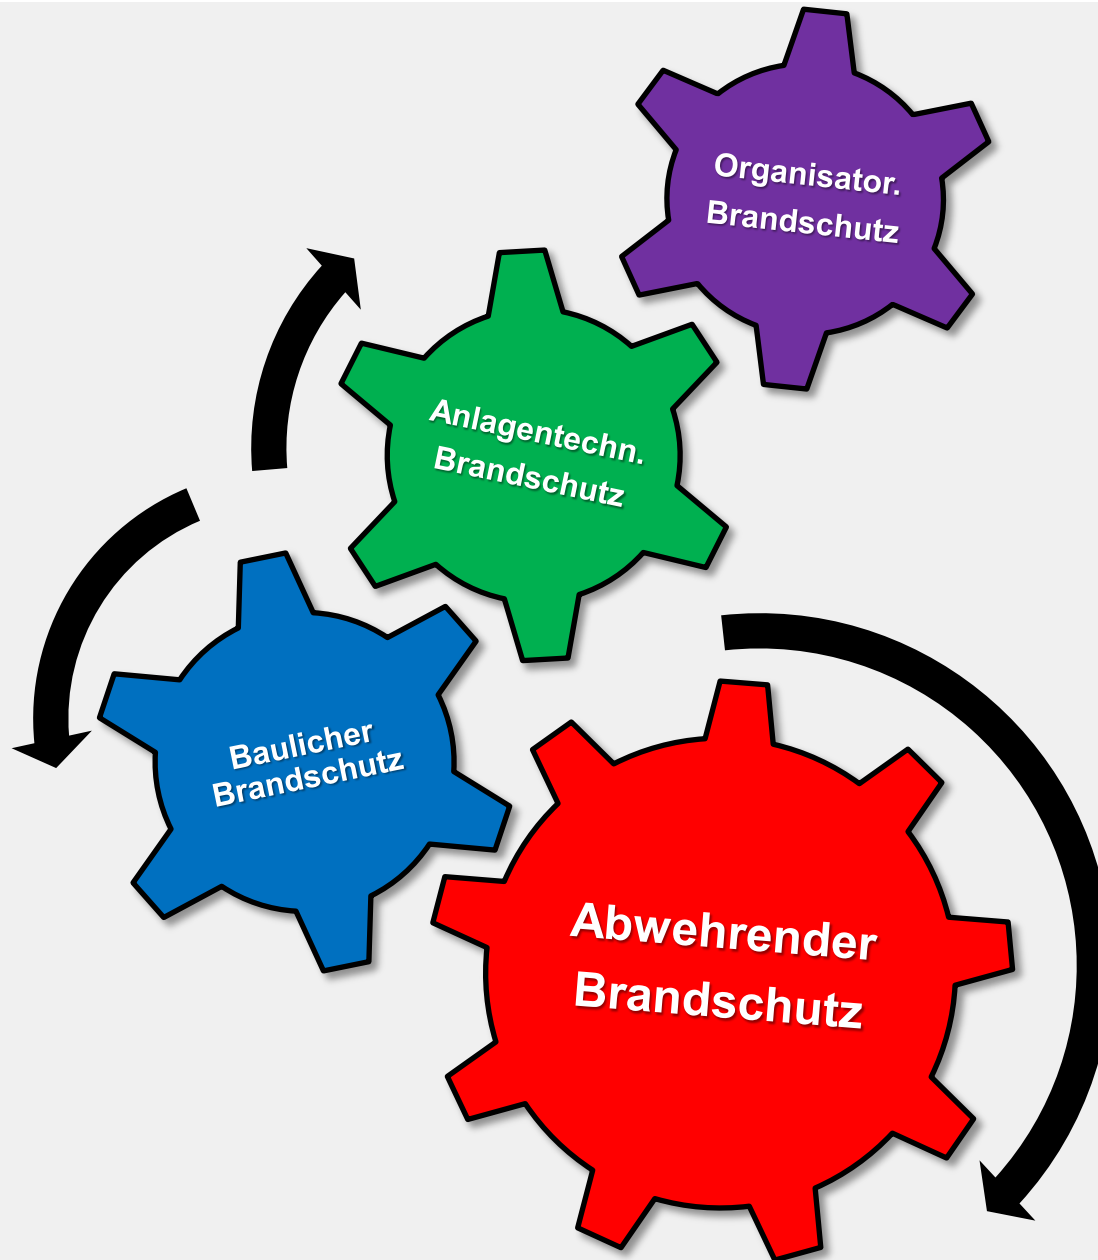 Organisator.
Brandschutz
Anlagentechn.
Brandschutz
Baulicher
Brandschutz
Abwehrender
Brandschutz